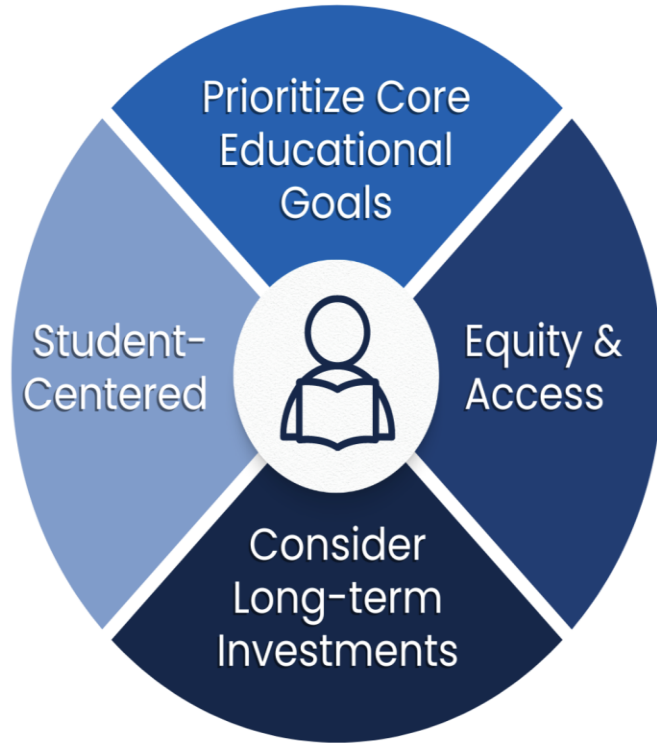 Prioritize Core
Educational
Goals
Student-
Centered
Equity &
Access
Consider
Long-term
Investments